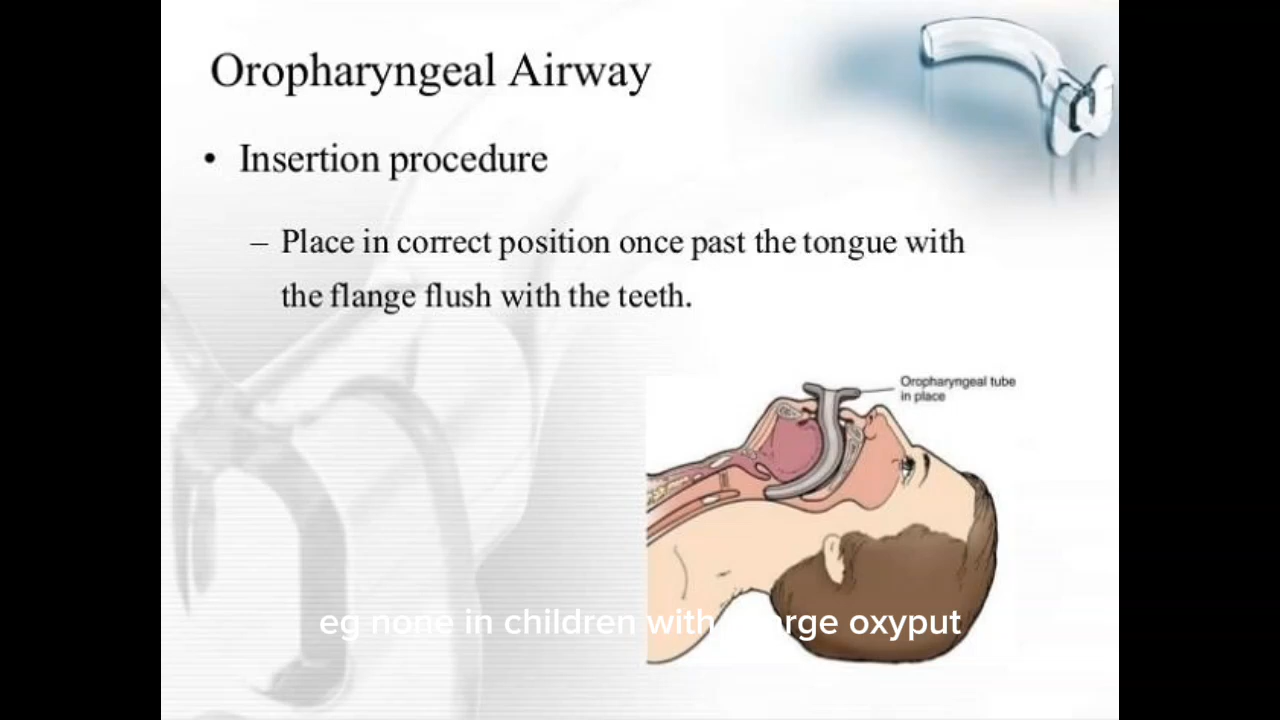 Oropharyngeal Airway
• Insertion procedure
– Place in correct position once past the tongue with
the flange flush with the teeth.
Oropharyngeal tube
in place
eg none in children with large oxyput